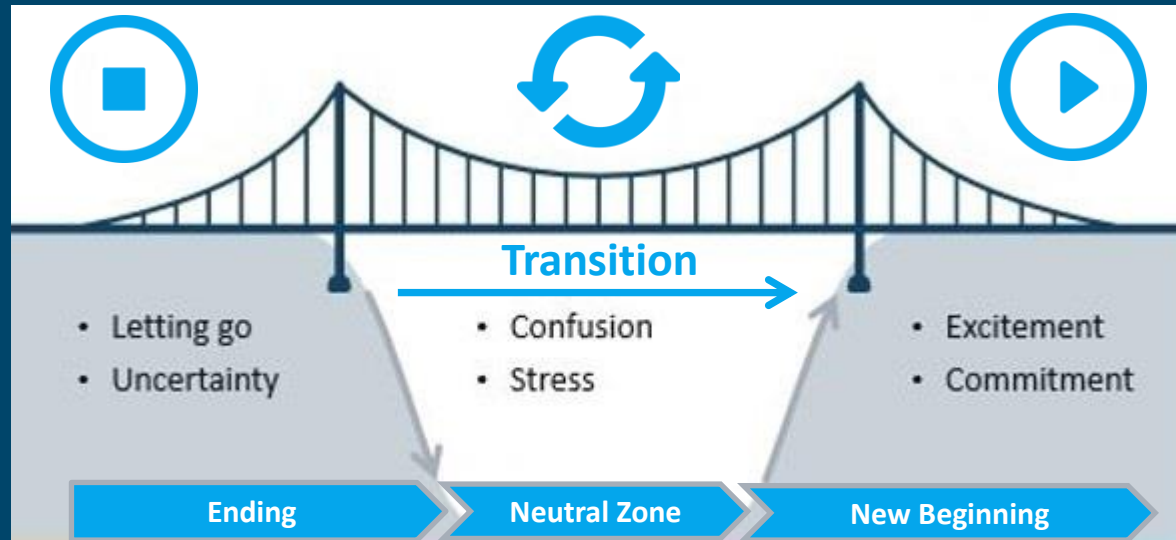 Transition
• Letting go
• Uncertainty
• Confusion
• Stress
• Excitement
• Commitment
Ending
Neutral Zone
New Beginning